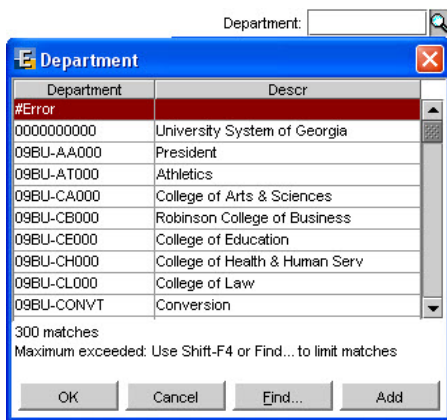 Department:
Department
Department Descr
#Error
0000000000 University System of Georgia
09BU-AA000 President
09BU-AT000 Athletics
09BU-CA000 College of Arts & Sciences
09BU-CB000 Robinson College of Business
09BU-CE000 College of Education
09BU-CH000 College of Health & Human Serv
09BU-CL000 College of Law
09BU-CONVT Conversion
300 matches
Maximum exceeded: Use Shift-F4 or Find... to limit matches
OK Cancel Find... Add